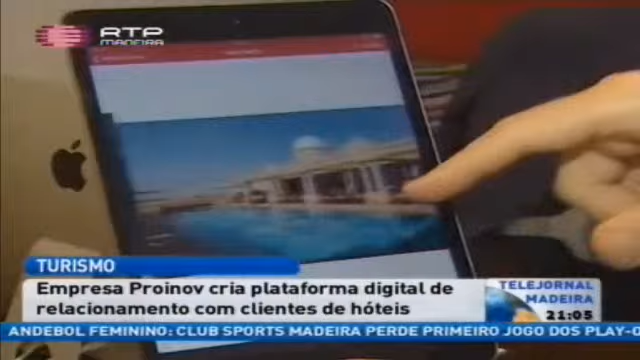 RTP
MADEIRA
TURISMO
Empresa Proinov cria plataforma digital de
relacionamento com clientes de hóteis
TELEJORNAL
MADEIRA
21:05
ANDEBOL FEMININO: CLUB SPORTS MADEIRA PERDE PRIMEIRO JOGO DOS PLAY-O